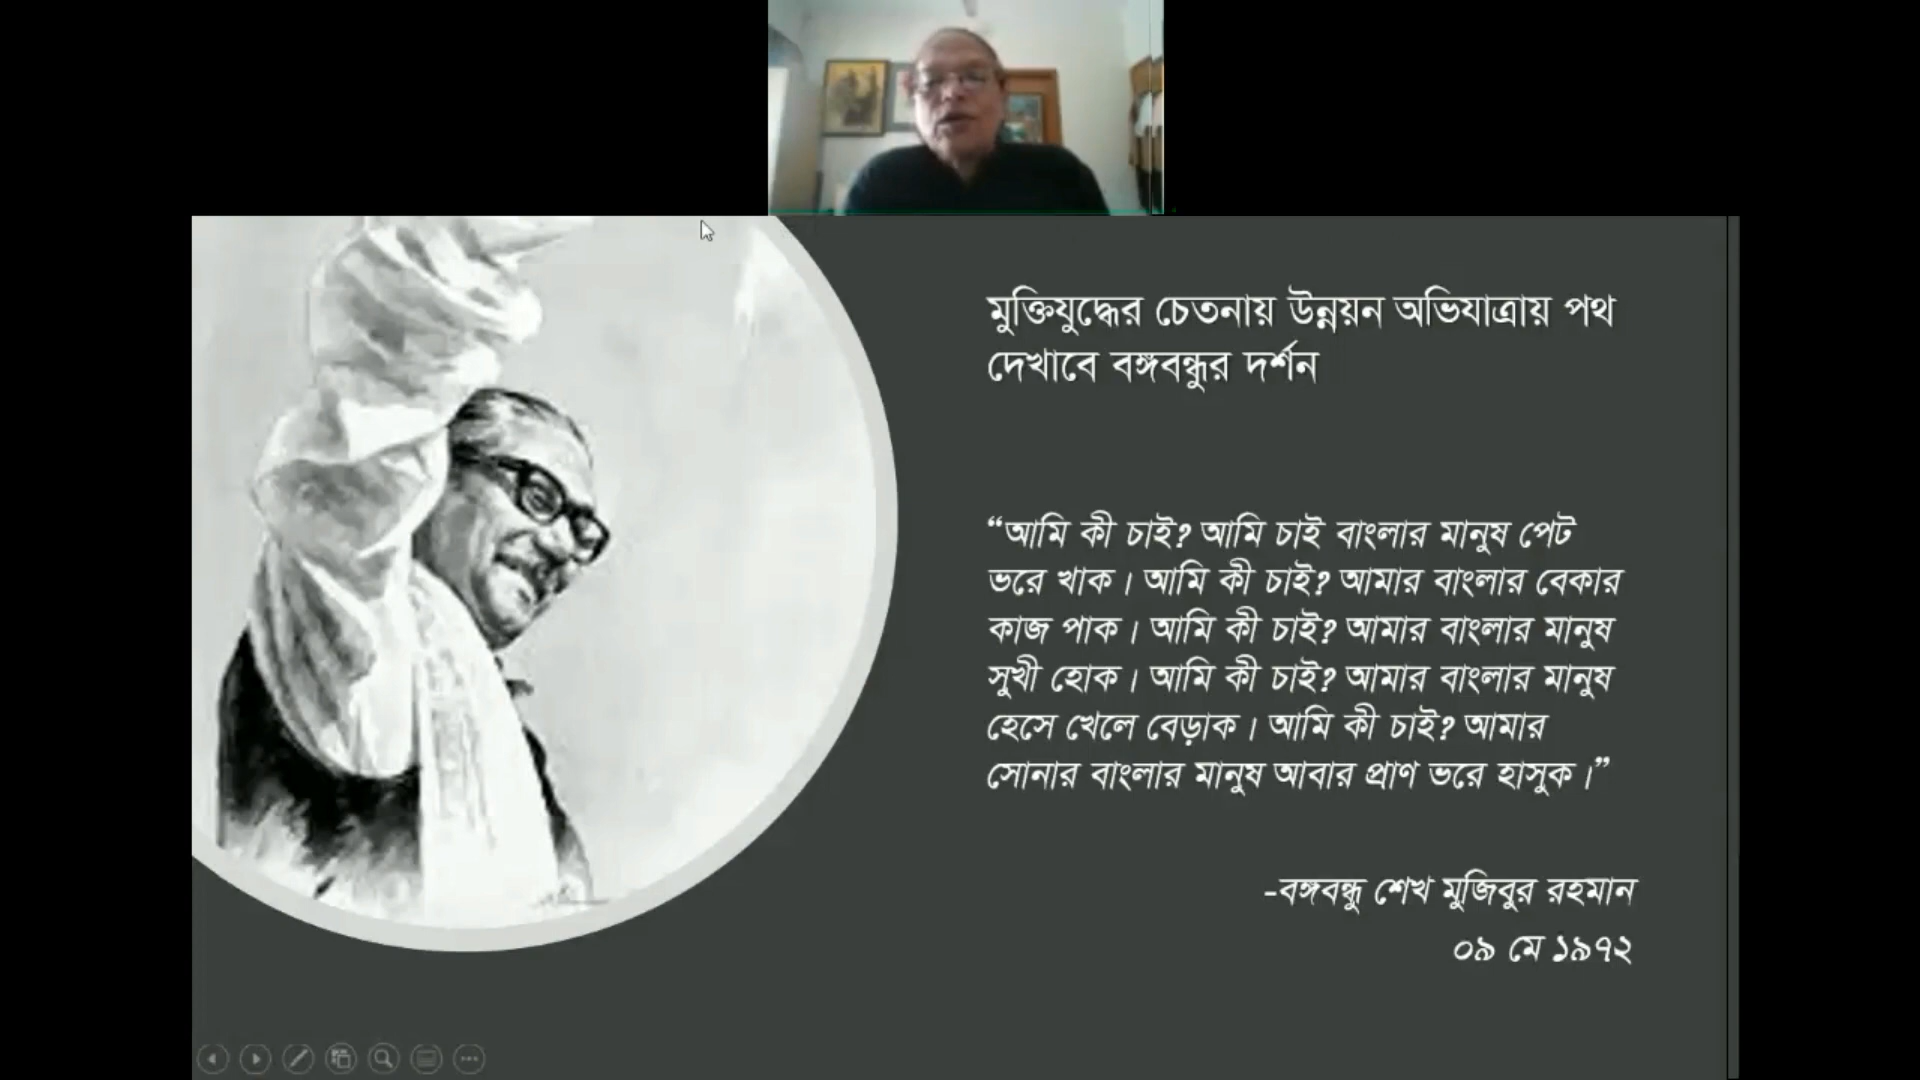 মুক্তিযুদ্ধের চেতনায় উন্নয়ন অভিযাত্রায় পথ
দেখাবে বঙ্গবন্ধুর দর্শন
“আমি কী চাই? আমি চাই বাংলার মানুষ পেট
ভরে খাক। আমি কী চাই? আমার বাংলার বেকার
কাজ পাক। আমি কী চাই? আমার বাংলার মানুষ
সুখী হোক। আমি কী চাই? আমার বাংলার মানুষ
হেসে খেলে বেড়াক। আমি কী চাই? আমার
সোনার বাংলার মানুষ আবার প্রাণ ভরে হাসুক।”
-বঙ্গবন্ধু শেখ মুজিবুর রহমান
০৯ মে ১৯৭২